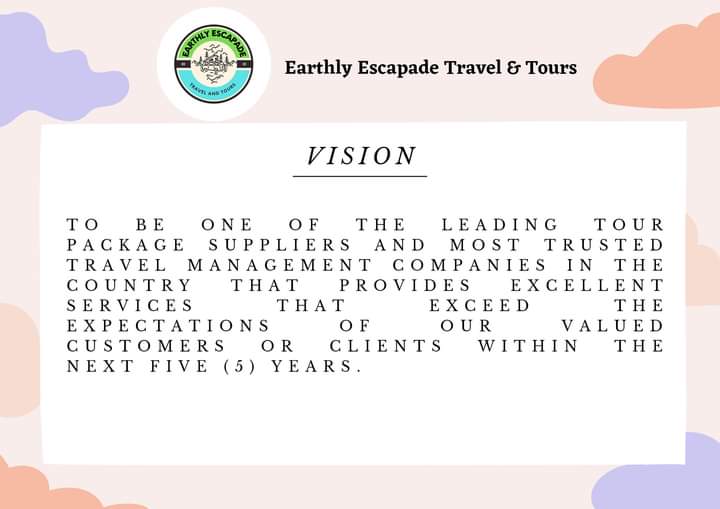 EARTHLY ESCAPADE
TRAVEL AND TOURS
Earthly Escapade Travel & Tours
VISION
TO BE ONE OF THE LEADING TOUR
PACKAGE SUPPLIERS AND MOST TRUSTED
TRAVEL MANAGEMENT COMPANIES IN THE
COUNTRY THAT PROVIDES EXCELLENT
SERVICES THAT EXCEED THE
EXPECTATIONS OF OUR VALUED
CUSTOMERS OR CLIENTS WITHIN THE
NEXT FIVE (5) YEARS.